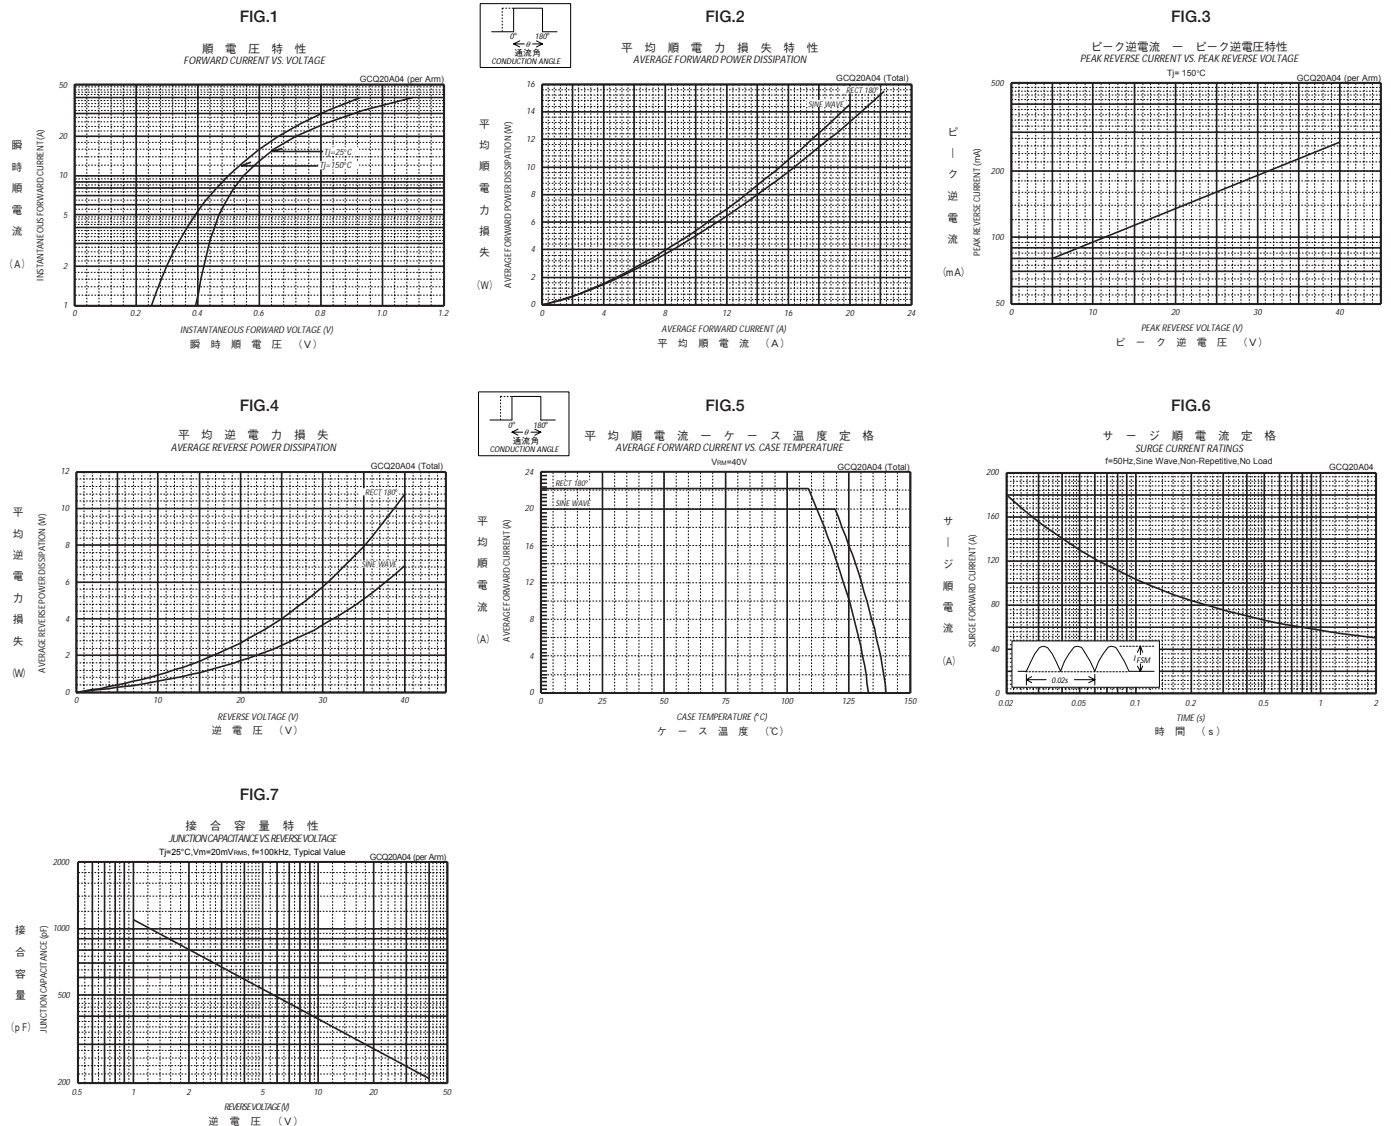 FIG.1
順電圧特性
FORWARD CURRENT VS. VOLTAGE
GCQ20A04 (per Arm)
瞬時順電流 (A)
INSTANTANEOUS FORWARD CURRENT (A)
50
20
10
5
2
1
Tj=25°C
Tj=150°C
0 0.2 0.4 0.6 0.8 1.0 1.2
INSTANTANEOUS FORWARD VOLTAGE (V)
瞬時順電圧 (V)
0° 180°
θ
通流角
CONDUCTION ANGLE
FIG.2
平均順電力損失特性
AVERAGE FORWARD POWER DISSIPATION
GCQ20A04 (Total)
平均順電力損失 (W)
AVERAGE FORWARD POWER DISSIPATION (W)
16
14
12
10
8
6
4
2
0
RECT 180°
SINE WAVE
0 4 8 12 16 20 24
AVERAGE FORWARD CURRENT (A)
平均順電流 (A)
FIG.3
ピーク逆電流 ー ピーク逆電圧特性
PEAK REVERSE CURRENT VS. PEAK REVERSE VOLTAGE
Tj= 150°C
GCQ20A04 (per Arm)
ピーク逆電流 (mA)
PEAK REVERSE CURRENT (mA)
500
200
100
50
0 10 20 30 40
PEAK REVERSE VOLTAGE (V)
ピーク逆電圧 (V)
FIG.4
平均逆電力損失
AVERAGE REVERSE POWER DISSIPATION
GCQ20A04 (Total)
平均逆電力損失 (W)
AVERAGE REVERSE POWER DISSIPATION (W)
12
10
8
6
4
2
0
RECT 180°
SINE WAVE
0 10 20 30 40
REVERSE VOLTAGE (V)
逆電圧 (V)
0° 180°
θ
通流角
CONDUCTION ANGLE
FIG.5
平均順電流ーケース温度定格
AVERAGE FORWARD CURRENT VS. CASE TEMPERATURE
VRM=40V
GCQ20A04 (Total)
平均順電流 (A)
AVERAGE FORWARD CURRENT (A)
24
20
16
12
8
4
0
RECT 180°
SINE WAVE
0 25 50 75 100 125 150
CASE TEMPERATURE (°C)
ケース温度 (℃)
FIG.6
サージ順電流定格
SURGE CURRENT RATINGS
f=50Hz,Sine Wave,Non-Repetitive,No Load
GCQ20A04
サージ順電流 (A)
SURGE FORWARD CURRENT (A)
200
160
120
80
40
0
IFSM
0.02s
0.02 0.05 0.1 0.2 0.5 1 2
TIME (s)
時間 (s)
FIG.7
接合容量特性
JUNCTION CAPACITANCE VS REVERSE VOLTAGE
Tj=25°C,Vm=20mVRMS, f=100kHz, Typical Value
GCQ20A04 (per Arm)
接合容量 (pF)
JUNCTION CAPACITANCE (pF)
2000
1000
500
200
0.5 1 2 5 10 20 50
REVERSE VOLTAGE (V)
逆電圧 (V)